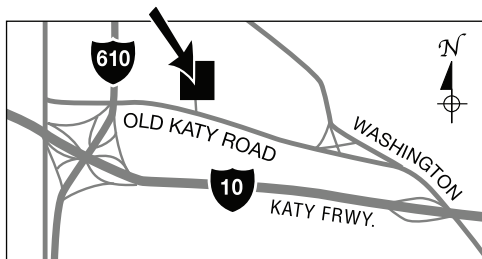 N
610
OLD KATY ROAD
WASHINGTON
10
KATY FRWY.